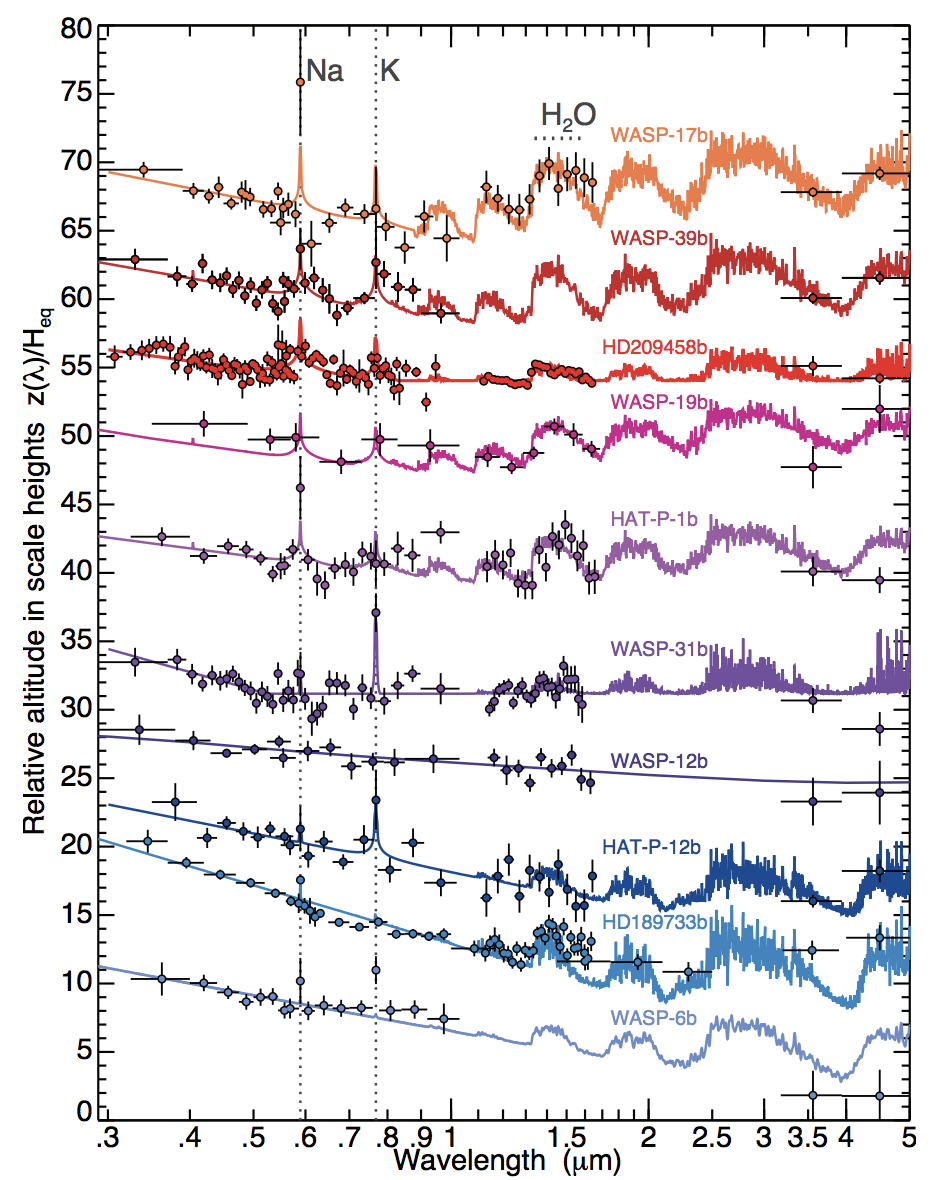 80
75
70
65
60
55
50
45
40
35
30
25
20
15
10
5
0
Relative altitude in scale heights z(λ)/Heq
Na
K
H2O
WASP-17b
WASP-39b
HD209458b
WASP-19b
HAT-P-1b
WASP-31b
WASP-12b
HAT-P-12b
HD189733b
WASP-6b
.3 .4 .5 .6 .7 .8 .9 1 1.5 2 2.5 3 3.5 4 5
Wavelength (μm)